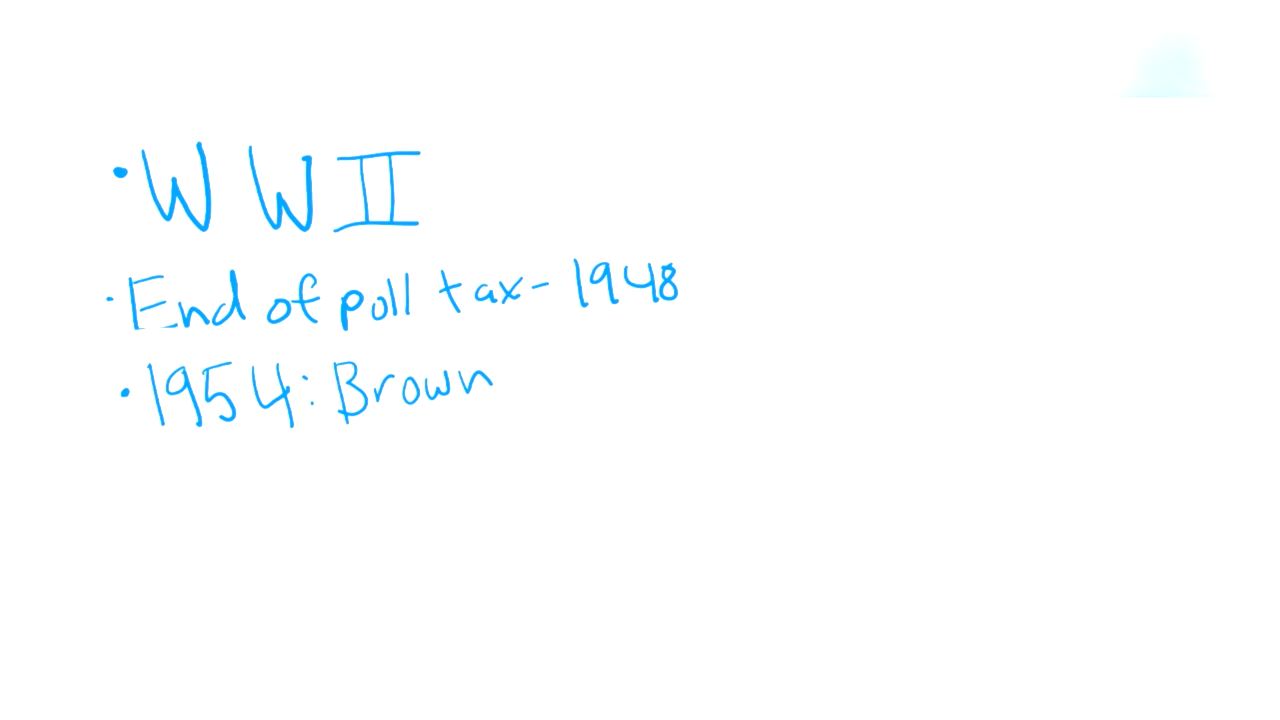 • WWII
• End of poll tax - 1948
• 1954: Brown